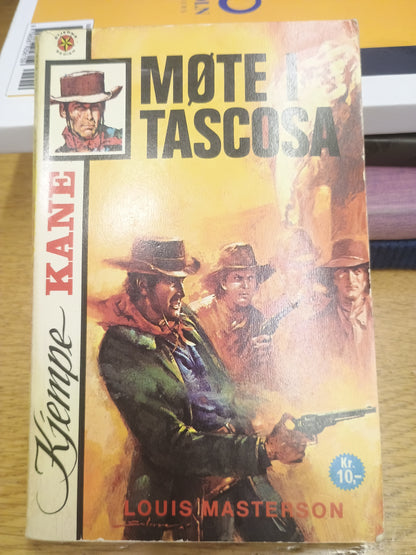 MØTE I
TASCOSA
Kjempe KANE
Kr.
10,-
LOUIS MASTERSON